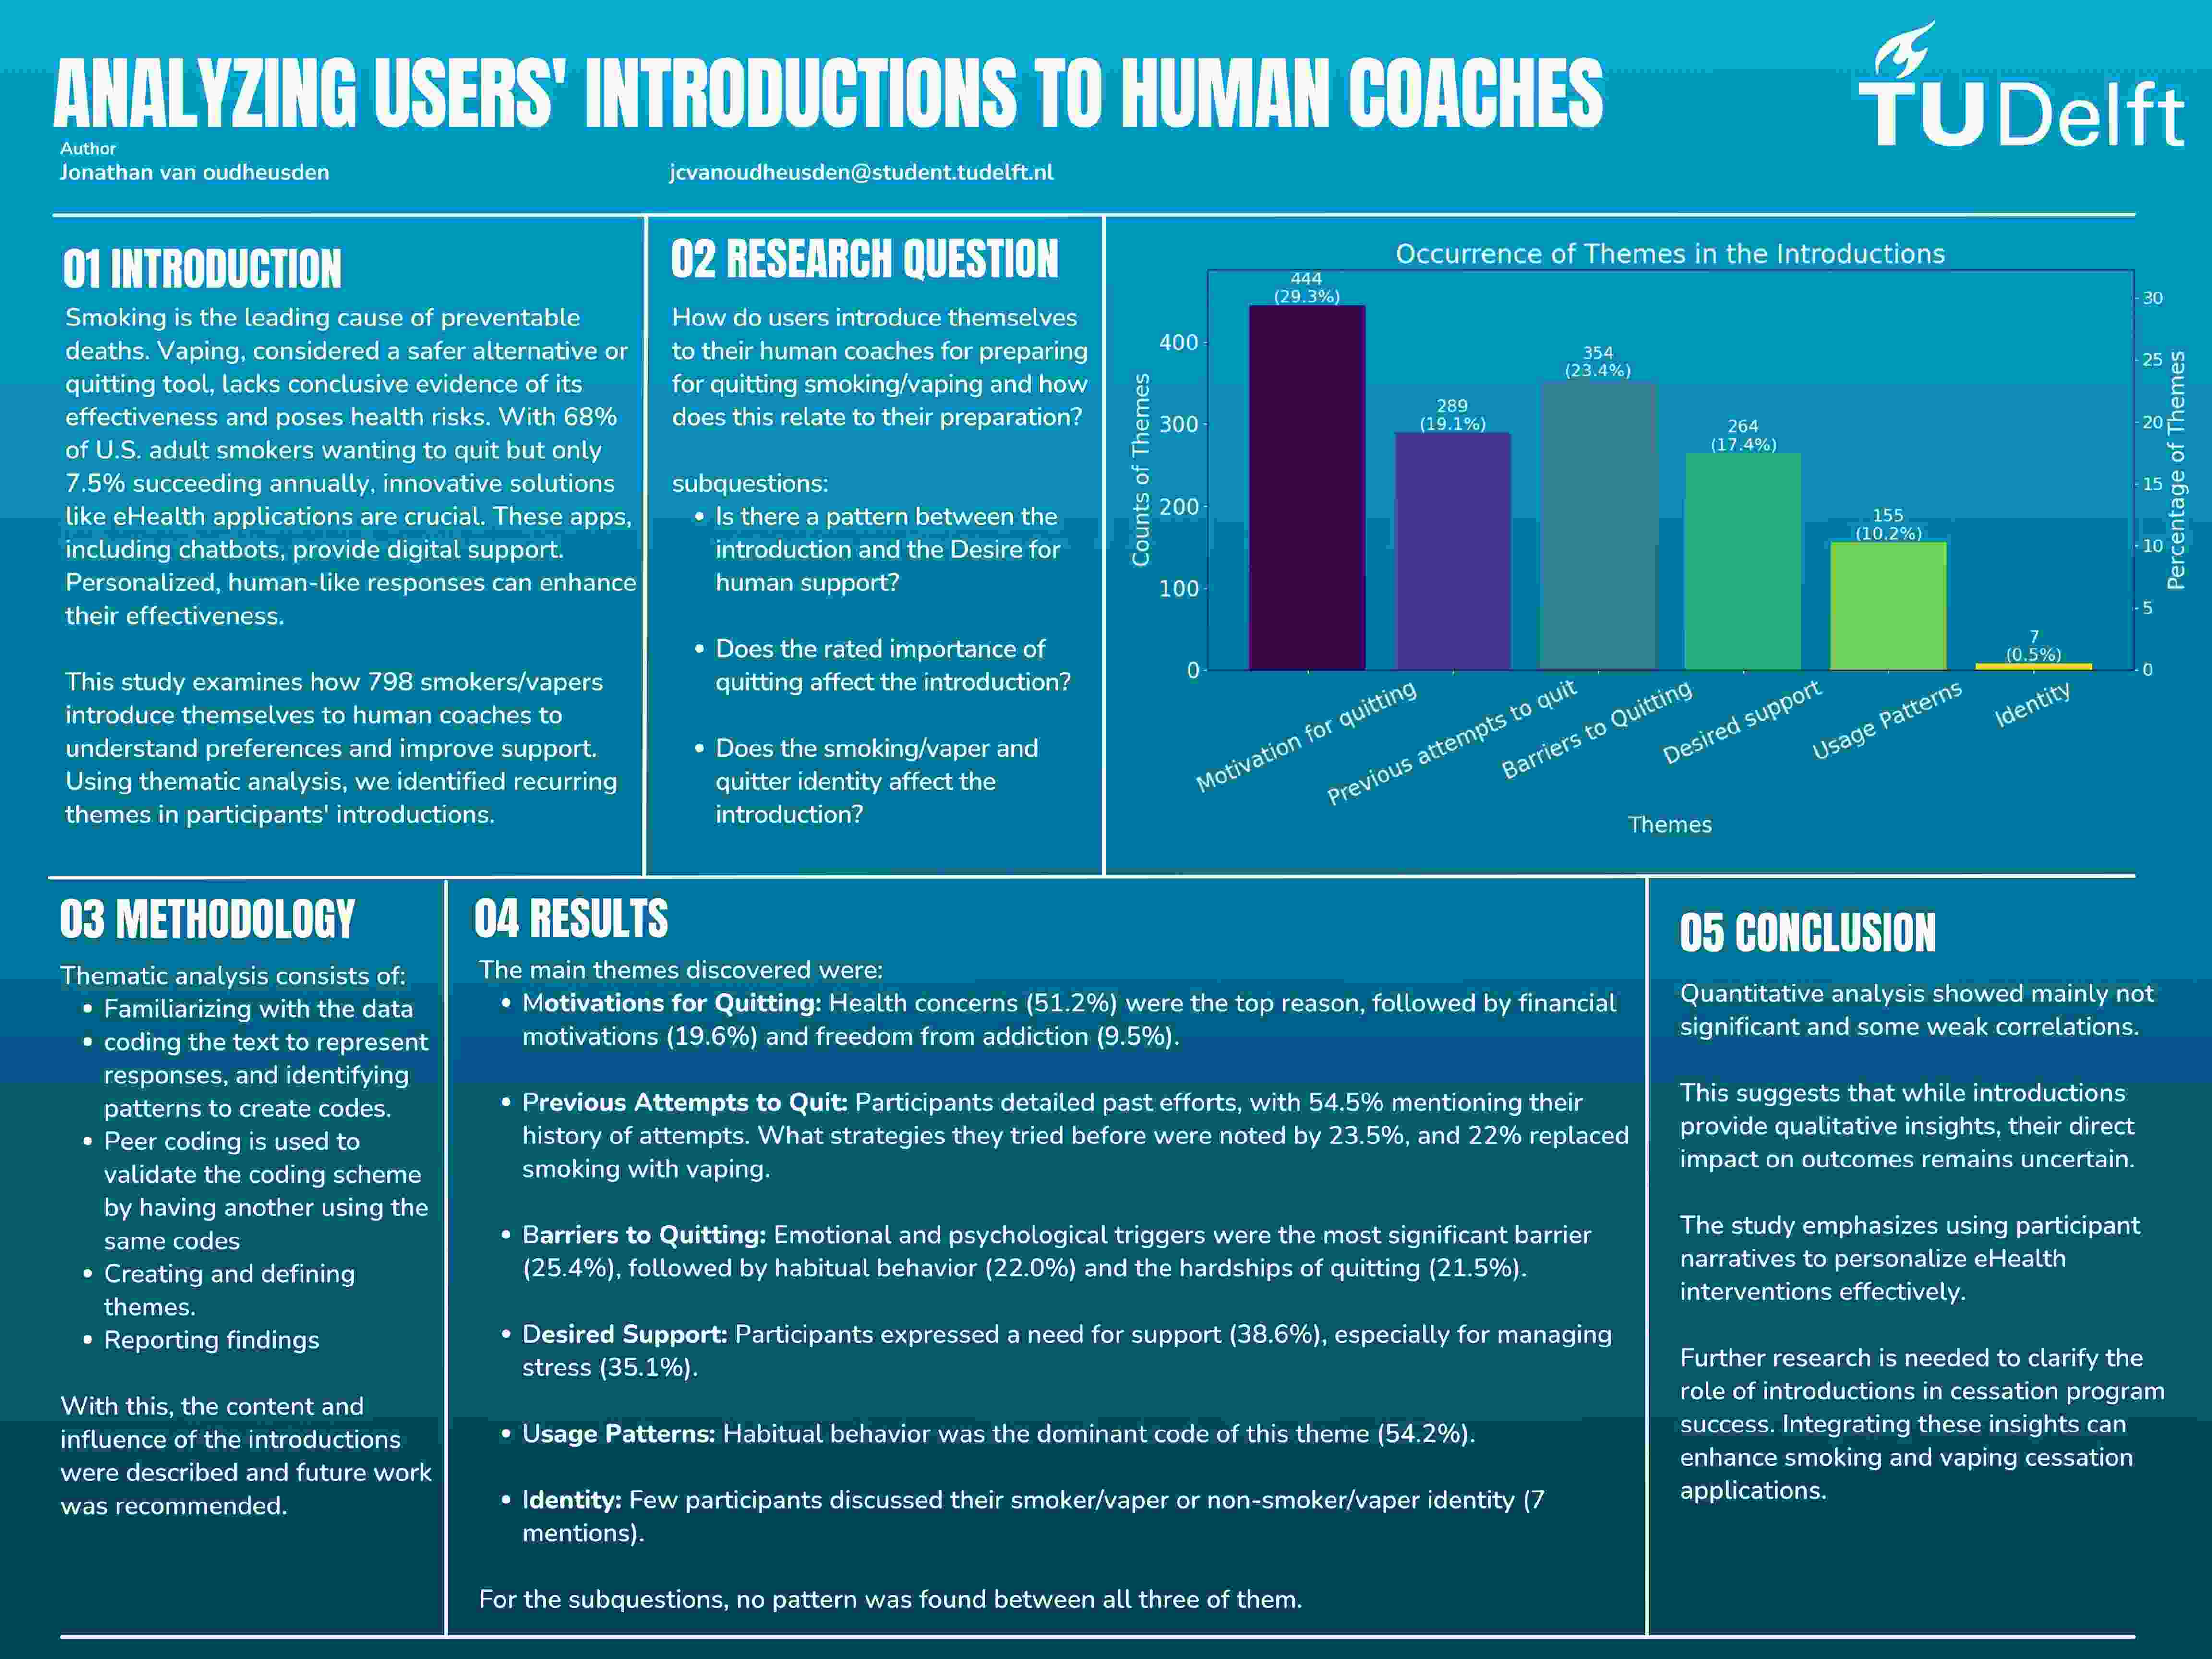 ANALYZING USERS' INTRODUCTIONS TO HUMAN COACHES
TUDelft
Author
Jonathan van oudheusden
jcvanoudheusden@student.tudelft.nl
01 INTRODUCTION
Smoking is the leading cause of preventable
deaths. Vaping, considered a safer alternative or
quitting tool, lacks conclusive evidence of its
effectiveness and poses health risks. With 68%
of U.S. adult smokers wanting to quit but only
7.5% succeeding annually, innovative solutions
like eHealth applications are crucial. These apps,
including chatbots, provide digital support.
Personalized, human-like responses can enhance
their effectiveness.
This study examines how 798 smokers/vapers
introduce themselves to human coaches to
understand preferences and improve support.
Using thematic analysis, we identified recurring
themes in participants' introductions.
02 RESEARCH QUESTION
How do users introduce themselves
to their human coaches for preparing
for quitting smoking/vaping and how
does this relate to their preparation?
subquestions:
• Is there a pattern between the
introduction and the Desire for
human support?
• Does the rated importance of
quitting affect the introduction?
• Does the smoking/vaper and
quitter identity affect the
introduction?
Occurrence of Themes in the Introductions
Counts of Themes
400
300
200
100
0
444
(29.3%)
289
(19.1%)
354
(23.4%)
264
(17.4%)
155
(10.2%)
7
(0.5%)
30
25
20
15
10
5
0
Percentage of Themes
Motivation for quitting
Previous attempts to quit
Barriers to Quitting
Desired support
Usage Patterns
Identity
Themes
03 METHODOLOGY
Thematic analysis consists of:
• Familiarizing with the data
• coding the text to represent
responses, and identifying
patterns to create codes.
• Peer coding is used to
validate the coding scheme
by having another using the
same codes
• Creating and defining
themes.
• Reporting findings
With this, the content and
influence of the introductions
were described and future work
was recommended.
04 RESULTS
The main themes discovered were:
• Motivations for Quitting: Health concerns (51.2%) were the top reason, followed by financial
motivations (19.6%) and freedom from addiction (9.5%).
• Previous Attempts to Quit: Participants detailed past efforts, with 54.5% mentioning their
history of attempts. What strategies they tried before were noted by 23.5%, and 22% replaced
smoking with vaping.
• Barriers to Quitting: Emotional and psychological triggers were the most significant barrier
(25.4%), followed by habitual behavior (22.0%) and the hardships of quitting (21.5%).
• Desired Support: Participants expressed a need for support (38.6%), especially for managing
stress (35.1%).
• Usage Patterns: Habitual behavior was the dominant code of this theme (54.2%).
• Identity: Few participants discussed their smoker/vaper or non-smoker/vaper identity (7
mentions).
For the subquestions, no pattern was found between all three of them.
05 CONCLUSION
Quantitative analysis showed mainly not
significant and some weak correlations.
This suggests that while introductions
provide qualitative insights, their direct
impact on outcomes remains uncertain.
The study emphasizes using participant
narratives to personalize eHealth
interventions effectively.
Further research is needed to clarify the
role of introductions in cessation program
success. Integrating these insights can
enhance smoking and vaping cessation
applications.